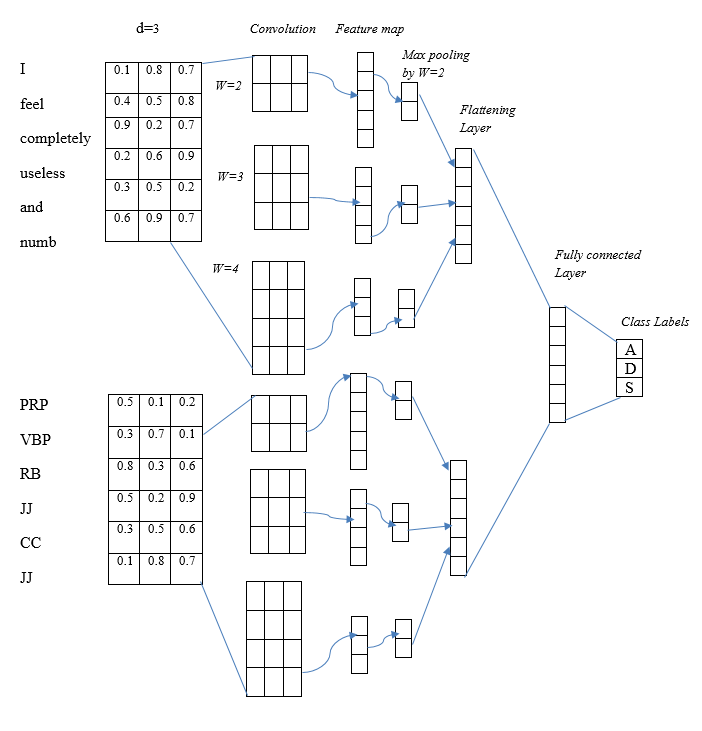 d=3
Convolution
Feature map
I
0.1 0.8 0.7
W=2
Max pooling
by W=2
feel
0.4 0.5 0.8
Flattening
Layer
completely
0.9 0.2 0.7
useless
0.2 0.6 0.9
W=3
and
0.3 0.5 0.2
numb
0.6 0.9 0.7
W=4
Fully connected
Layer
Class Labels
A
D
S
PRP
0.5 0.1 0.2
VBP
0.3 0.7 0.1
RB
0.8 0.3 0.6
JJ
0.5 0.2 0.9
CC
0.3 0.5 0.6
JJ
0.1 0.8 0.7